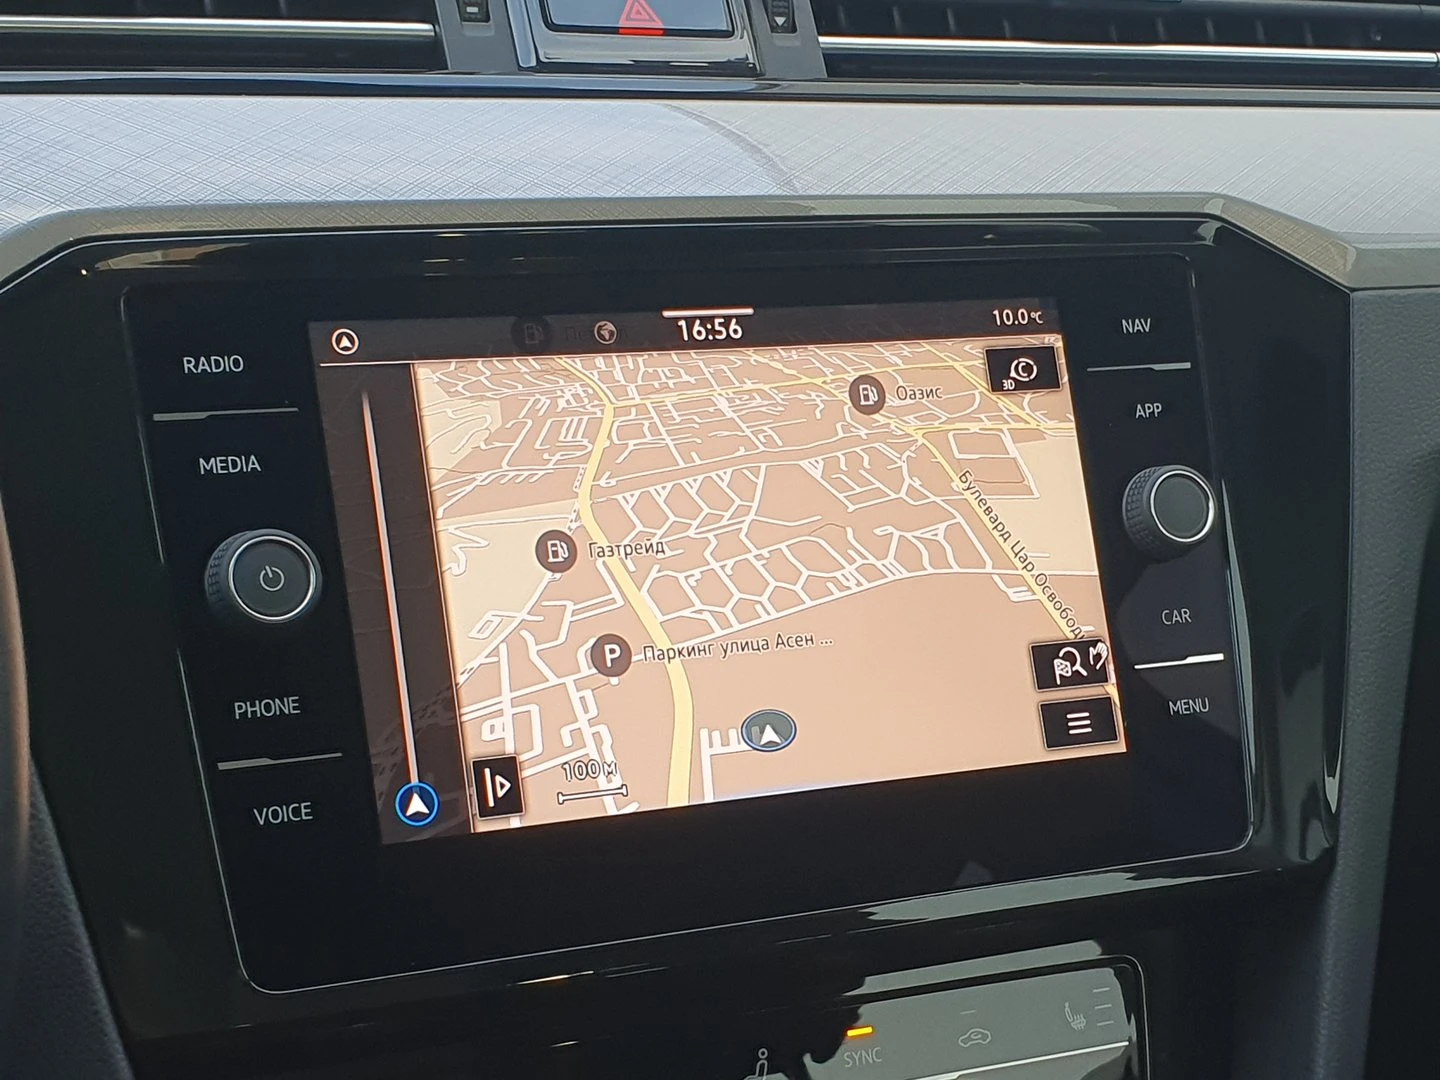 16:56
10.0°C
RADIO
NAV
3D
Оазис
MEDIA
APP
Булевард Цар Освободи
Газтрейд
CAR
P
Паркинг улица Асен ...
PHONE
MENU
100 м
VOICE
SYNC